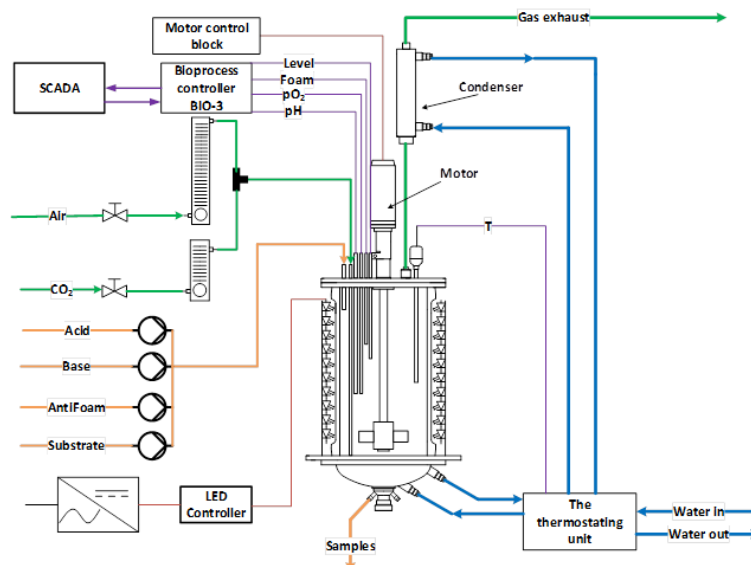 Gas exhaust
Motor control
block
SCADA
Bioprocess
controller
BIO-3
Level
Foam
pO₂
pH
Condenser
Motor
Air
T
CO₂
Acid
Base
AntiFoam
Substrate
LED
Controller
The
thermostating
unit
Water in
Water out
Samples